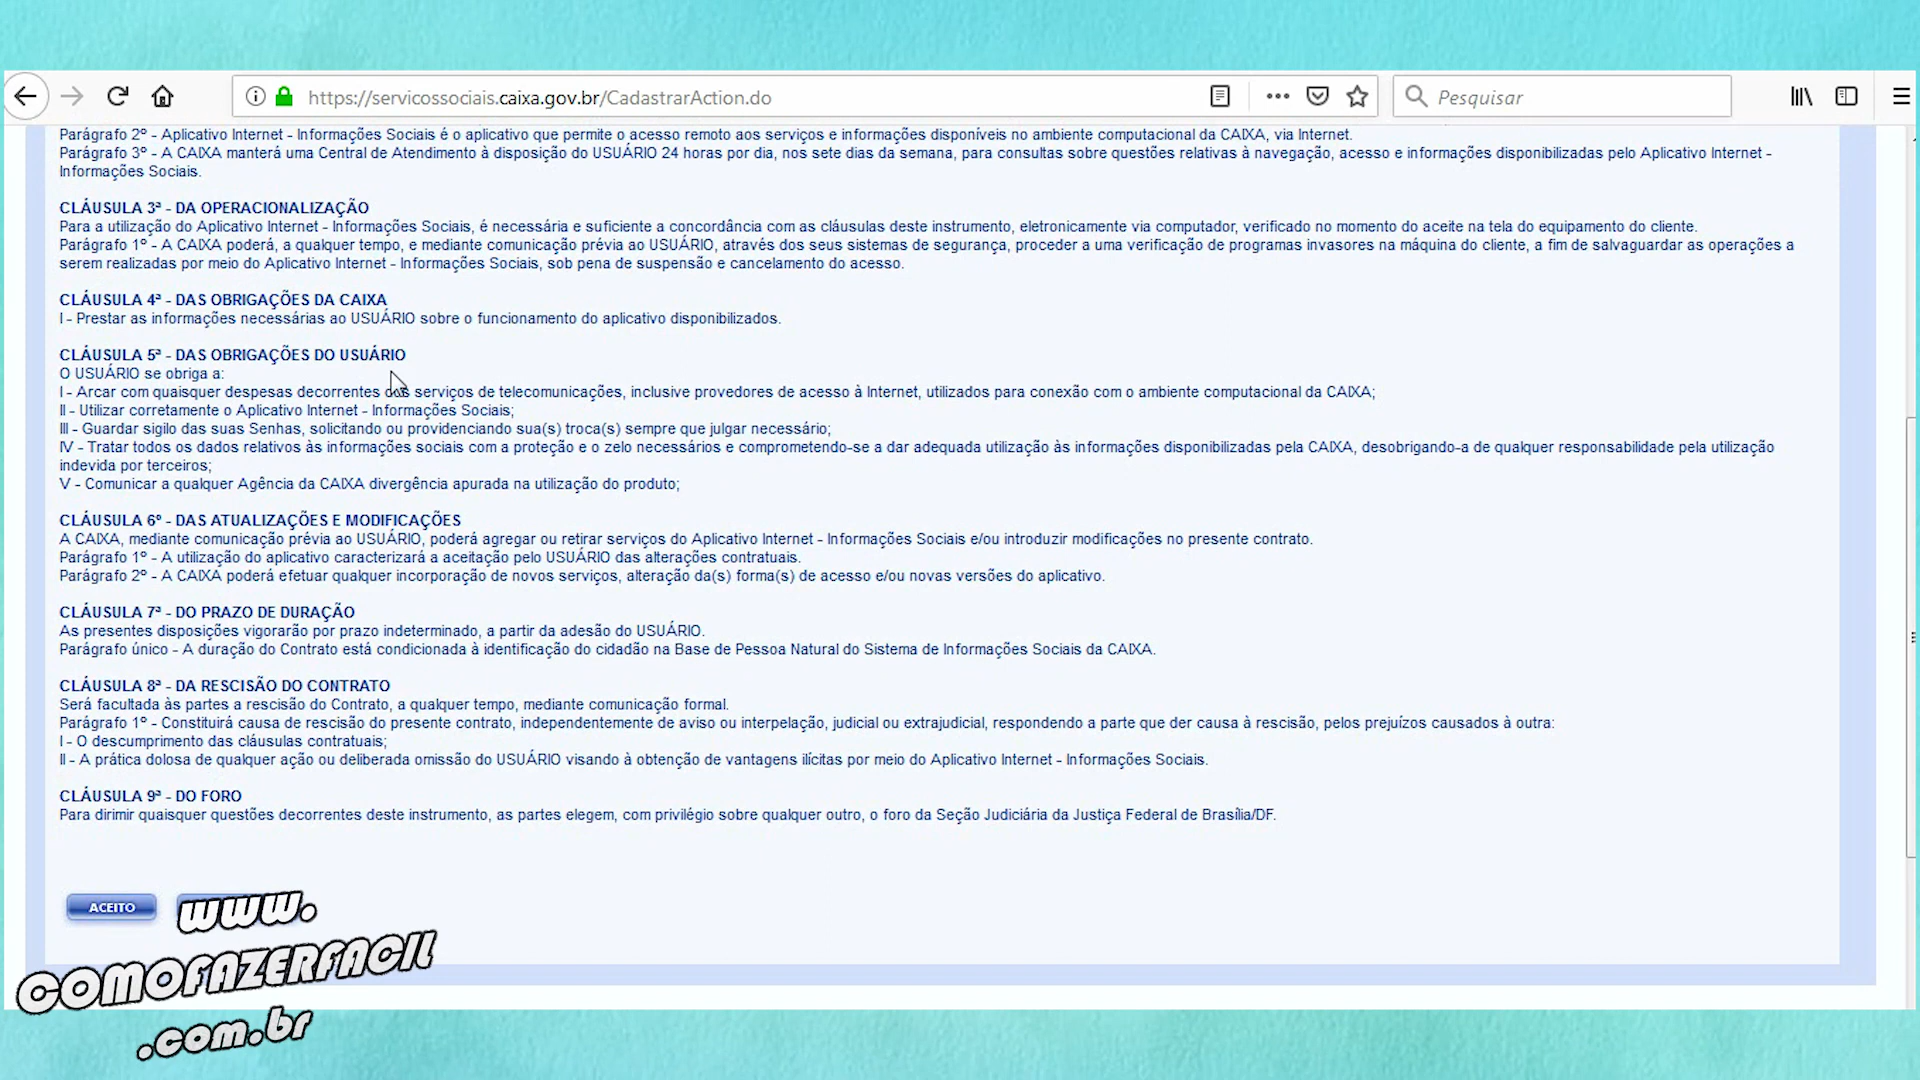 https://servicossociais.caixa.gov.br/CadastrarAction.do
Pesquisar
Parágrafo 2º - Aplicativo Internet - Informações Sociais é o aplicativo que permite o acesso remoto aos serviços e informações disponíveis no ambiente computacional da CAIXA, via Internet.
Parágrafo 3º - A CAIXA manterá uma Central de Atendimento à disposição do USUÁRIO 24 horas por dia, nos sete dias da semana, para consultas sobre questões relativas à navegação, acesso e informações disponibilizadas pelo Aplicativo Internet -
Informações Sociais.
CLÁUSULA 3ª - DA OPERACIONALIZAÇÃO
Para a utilização do Aplicativo Internet - Informações Sociais, é necessária e suficiente a concordância com as cláusulas deste instrumento, eletronicamente via computador, verificado no momento do aceite na tela do equipamento do cliente.
Parágrafo 1º - A CAIXA poderá, a qualquer tempo, e mediante comunicação prévia ao USUÁRIO, através dos seus sistemas de segurança, proceder a uma verificação de programas invasores na máquina do cliente, a fim de salvaguardar as operações a
serem realizadas por meio do Aplicativo Internet - Informações Sociais, sob pena de suspensão e cancelamento do acesso.
CLÁUSULA 4ª - DAS OBRIGAÇÕES DA CAIXA
I - Prestar as informações necessárias ao USUÁRIO sobre o funcionamento do aplicativo disponibilizados.
CLÁUSULA 5ª - DAS OBRIGAÇÕES DO USUÁRIO
O USUÁRIO se obriga a:
I - Arcar com quaisquer despesas decorrentes dos serviços de telecomunicações, inclusive provedores de acesso à Internet, utilizados para conexão com o ambiente computacional da CAIXA;
II - Utilizar corretamente o Aplicativo Internet - Informações Sociais;
III - Guardar sigilo das suas Senhas, solicitando ou providenciando sua(s) troca(s) sempre que julgar necessário;
IV - Tratar todos os dados relativos às informações sociais com a proteção e o zelo necessários e comprometendo-se a dar adequada utilização às informações disponibilizadas pela CAIXA, desobrigando-a de qualquer responsabilidade pela utilização
indevida por terceiros;
V - Comunicar a qualquer Agência da CAIXA divergência apurada na utilização do produto;
CLÁUSULA 6º - DAS ATUALIZAÇÕES E MODIFICAÇÕES
A CAIXA, mediante comunicação prévia ao USUÁRIO, poderá agregar ou retirar serviços do Aplicativo Internet - Informações Sociais e/ou introduzir modificações no presente contrato.
Parágrafo 1º - A utilização do aplicativo caracterizará a aceitação pelo USUÁRIO das alterações contratuais.
Parágrafo 2º - A CAIXA poderá efetuar qualquer incorporação de novos serviços, alteração da(s) forma(s) de acesso e/ou novas versões do aplicativo.
CLÁUSULA 7ª - DO PRAZO DE DURAÇÃO
As presentes disposições vigorarão por prazo indeterminado, a partir da adesão do USUÁRIO.
Parágrafo único - A duração do Contrato está condicionada à identificação do cidadão na Base de Pessoa Natural do Sistema de Informações Sociais da CAIXA.
CLÁUSULA 8ª - DA RESCISÃO DO CONTRATO
Será facultada às partes a rescisão do Contrato, a qualquer tempo, mediante comunicação formal.
Parágrafo 1º - Constituirá causa de rescisão do presente contrato, independentemente de aviso ou interpelação, judicial ou extrajudicial, respondendo a parte que der causa à rescisão, pelos prejuízos causados à outra:
I - O descumprimento das cláusulas contratuais;
II - A prática dolosa de qualquer ação ou deliberada omissão do USUÁRIO visando à obtenção de vantagens ilícitas por meio do Aplicativo Internet - Informações Sociais.
CLÁUSULA 9ª - DO FORO
Para dirimir quaisquer questões decorrentes deste instrumento, as partes elegem, com privilégio sobre qualquer outro, o foro da Seção Judiciária da Justiça Federal de Brasília/DF.
ACEITO
www.
COMOFAZERFACIL
.com.br